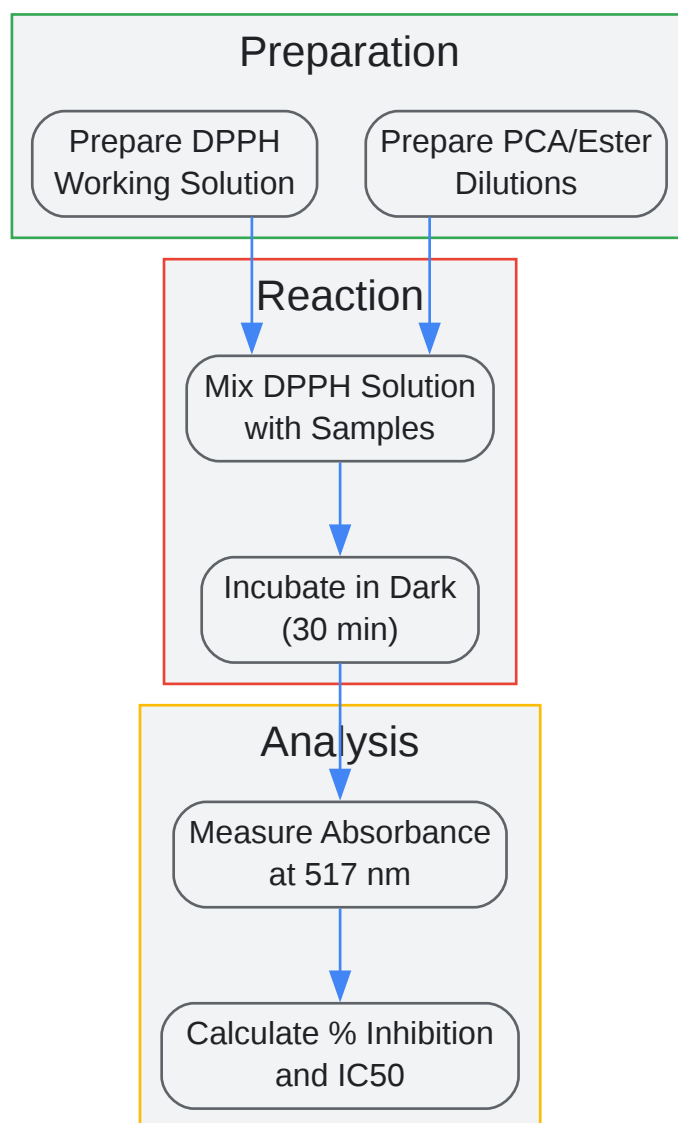 Preparation
Prepare DPPH
Working Solution
Prepare PCA/Ester
Dilutions
Reaction
Mix DPPH Solution
with Samples
Incubate in Dark
(30 min)
Analysis
Measure Absorbance
at 517 nm
Calculate % Inhibition
and IC50